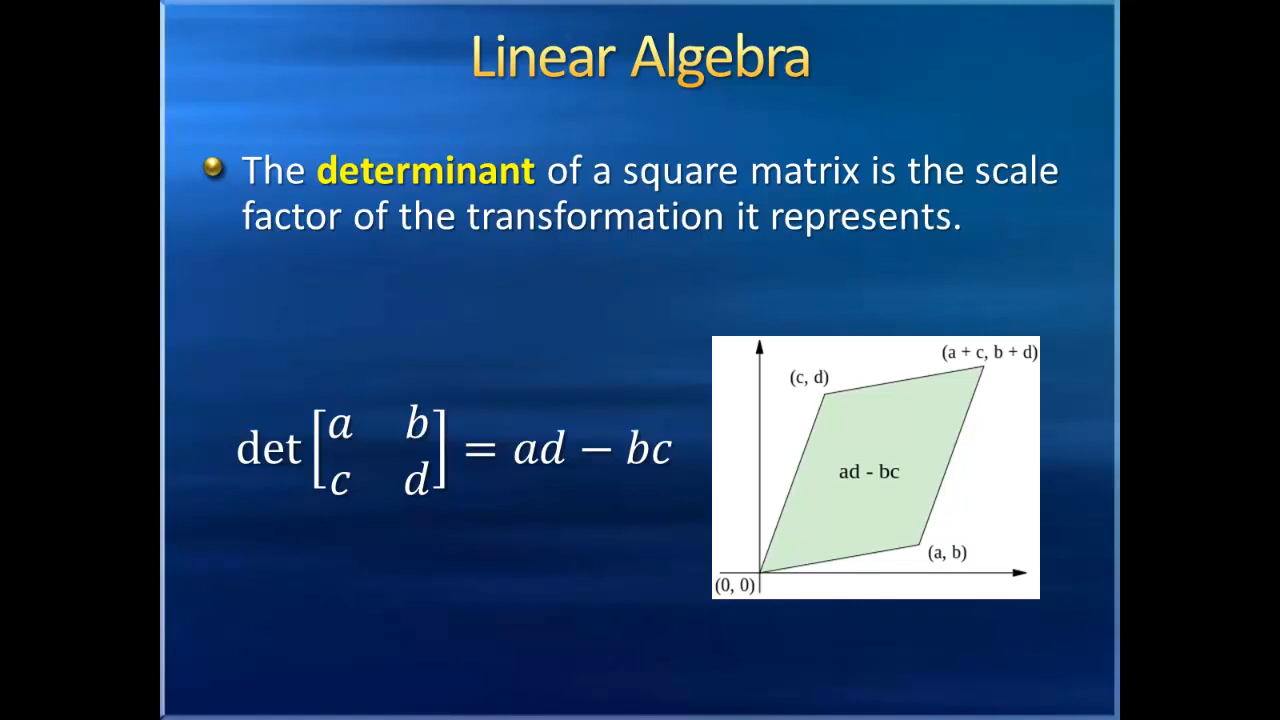 Linear Algebra
The determinant of a square matrix is the scale
factor of the transformation it represents.
det [a b
c d] = ad − bc
(a + c, b + d)
(c, d)
ad - bc
(a, b)
(0, 0)